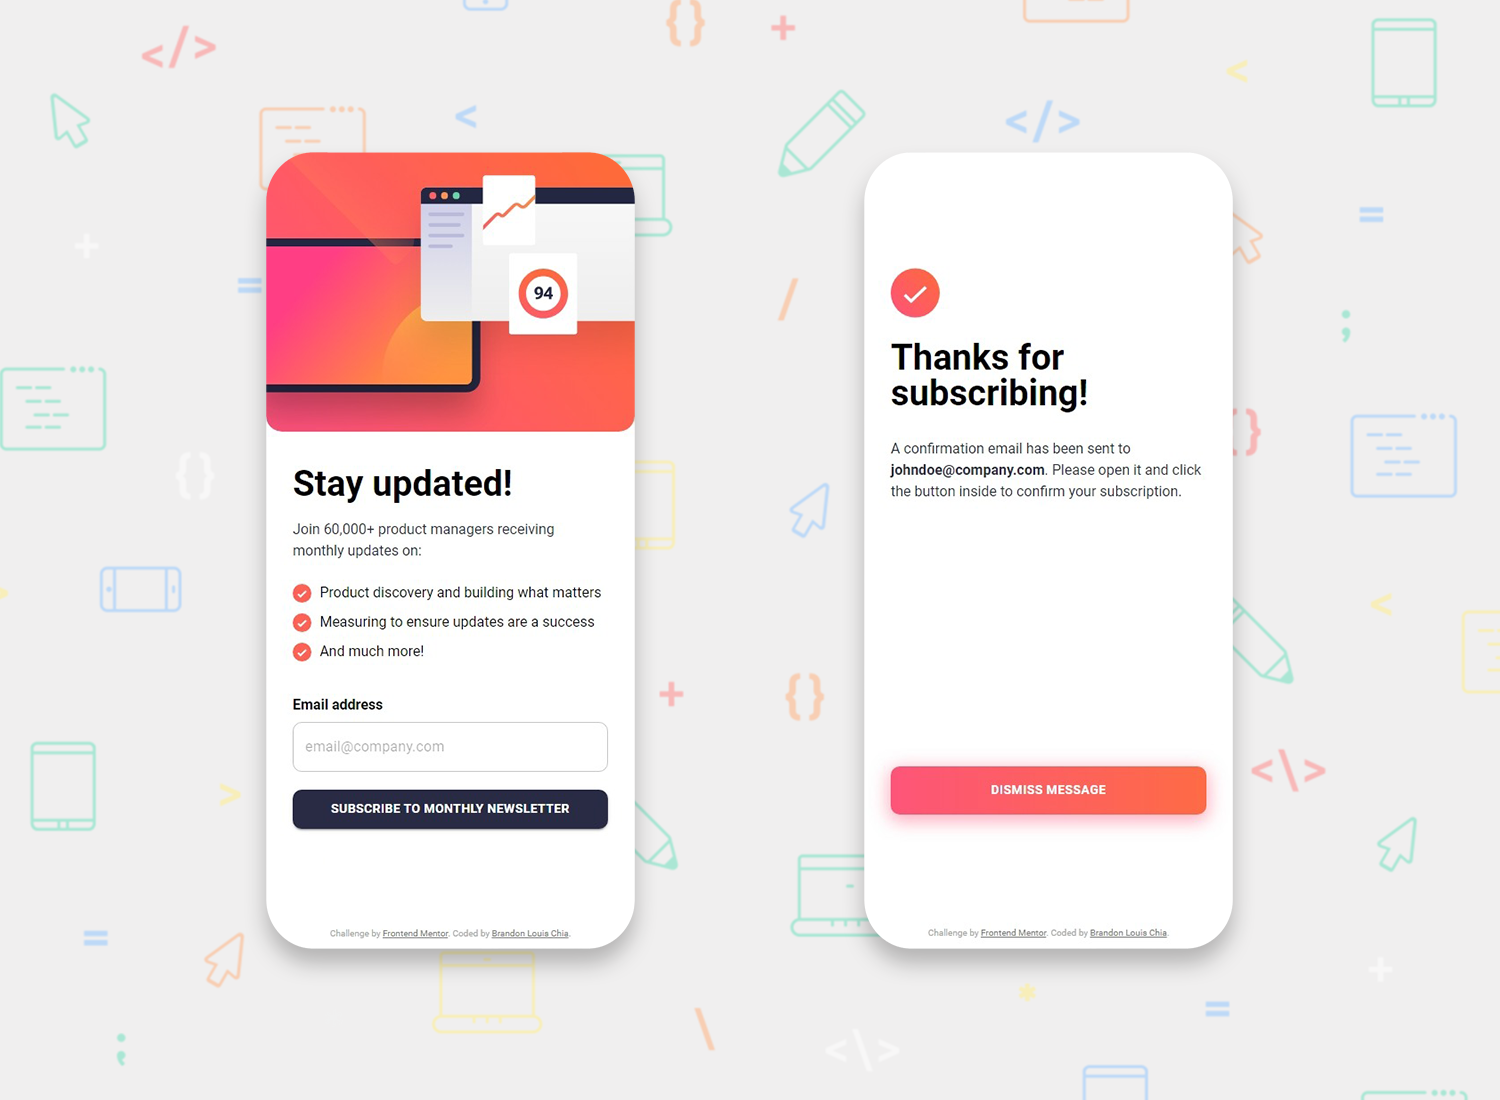 94
Stay updated!
Join 60,000+ product managers receiving
monthly updates on:
Product discovery and building what matters
Measuring to ensure updates are a success
And much more!
Email address
email@company.com
SUBSCRIBE TO MONTHLY NEWSLETTER
Challenge by Frontend Mentor. Coded by Brandon Louis Chia.
Thanks for
subscribing!
A confirmation email has been sent to
johndoe@company.com. Please open it and click
the button inside to confirm your subscription.
DISMISS MESSAGE
Challenge by Frontend Mentor. Coded by Brandon Louis Chia.